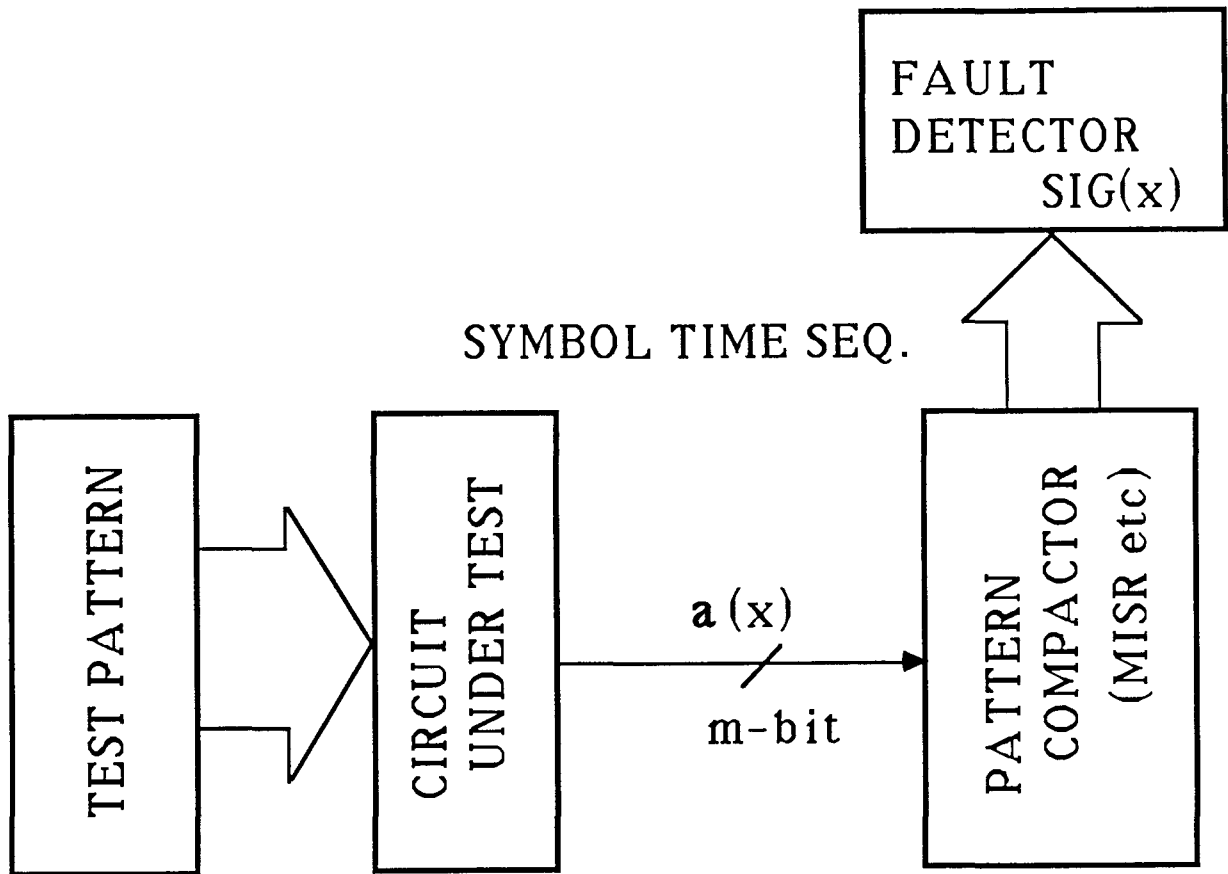 FAULT
DETECTOR
SIG(x)
SYMBOL TIME SEQ.
TEST PATTERN
CIRCUIT
UNDER TEST
a(x)
m-bit
PATTERN
COMPACTOR
(MISR etc)